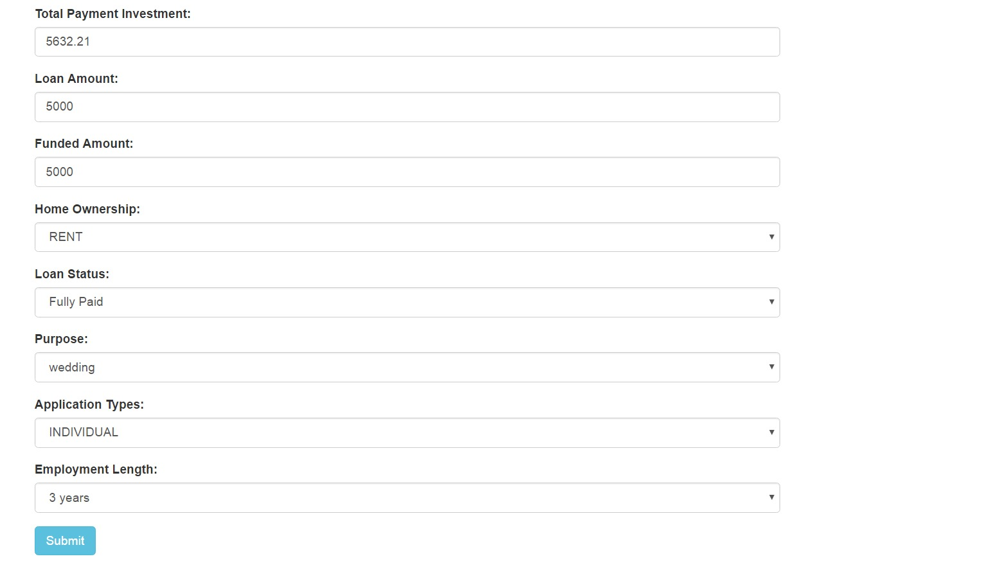 Total Payment Investment:
5632.21
Loan Amount:
5000
Funded Amount:
5000
Home Ownership:
RENT
Loan Status:
Fully Paid
Purpose:
wedding
Application Types:
INDIVIDUAL
Employment Length:
3 years
Submit